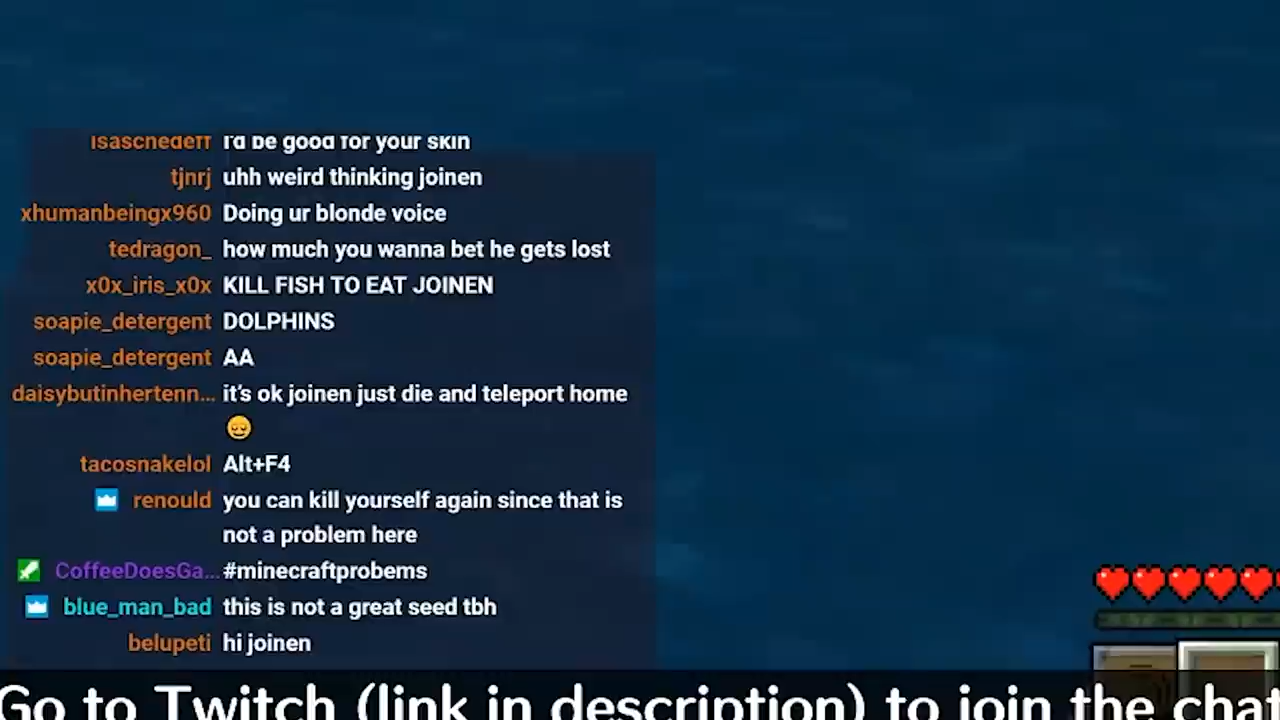 isaschedeff I'd be good for your skin
tjnrj uhh weird thinking joinen
xhumanbeingx960 Doing ur blonde voice
tedragon_ how much you wanna bet he gets lost
x0x_iris_x0x KILL FISH TO EAT JOINEN
soapie_detergent DOLPHINS
soapie_detergent AA
daisybutinhertenn... it's ok joinen just die and teleport home
😌
tacosnakelol Alt+F4
renould you can kill yourself again since that is
not a problem here
CoffeeDoesGa... #minecraftprobems
blue_man_bad this is not a great seed tbh
belupeti hi joinen
Go to Twitch (link in description) to join the chat